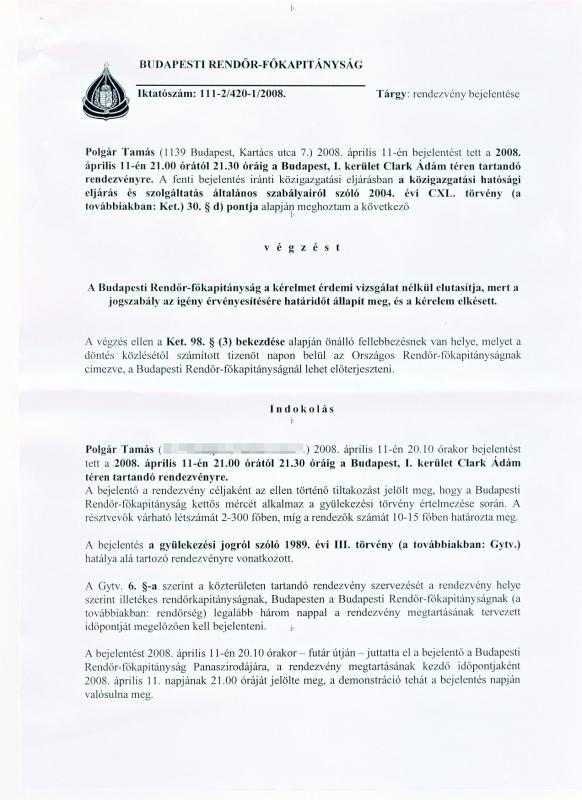 BUDAPESTI RENDŐR-FŐKAPITÁNYSÁG
Iktatószám: 111-2/420-1/2008. Tárgy: rendezvény bejelentése
Polgár Tamás (1139 Budapest, Kartács utca 7.) 2008. április 11-én bejelentést tett a 2008.
április 11-én 21.00 órától 21.30 óráig a Budapest, I. kerület Clark Ádám téren tartandó
rendezvényre. A fenti bejelentés iránti közigazgatási eljárásban a közigazgatási hatósági
eljárás és szolgáltatás általános szabályairól szóló 2004. évi CXL. törvény (a
továbbiakban: Ket.) 30. § d) pontja alapján meghoztam a következő
v é g z é s t
A Budapesti Rendőr-főkapitányság a kérelmet érdemi vizsgálat nélkül elutasítja, mert a
jogszabály az igény érvényesítésére határidőt állapít meg, és a kérelem elkésett.
A végzés ellen a Ket. 98. § (3) bekezdése alapján önálló fellebbezésnek van helye, melyet a
döntés közlésétől számított tizenöt napon belül az Országos Rendőr-főkapitányságnak
címezve, a Budapesti Rendőr-főkapitányságnál lehet előterjeszteni.
I n d o k o l á s
Polgár Tamás ( .) 2008. április 11-én 20.10 órakor bejelentést
tett a 2008. április 11-én 21.00 órától 21.30 óráig a Budapest, I. kerület Clark Ádám
téren tartandó rendezvényre.
A bejelentő a rendezvény céljaként az ellen történő tiltakozást jelölt meg, hogy a Budapesti
Rendőr-főkapitányság kettős mércét alkalmaz a gyülekezési törvény értelmezése során. A
résztvevők várható létszámát 2-300 főben, míg a rendezők számát 10-15 főben határozta meg.
A bejelentés a gyülekezési jogról szóló 1989. évi III. törvény (a továbbiakban: Gytv.)
hatálya alá tartozó rendezvényre vonatkozott.
A Gytv. 6. §-a szerint a közterületen tartandó rendezvény szervezését a rendezvény helye
szerint illetékes rendőrkapitányságnak, Budapesten a Budapesti Rendőr-főkapitányságnak (a
továbbiakban: rendőrség) legalább három nappal a rendezvény megtartásának tervezett
időpontját megelőzően kell bejelenteni.
A bejelentést 2008. április 11-én 20.10 órakor – futár útján – juttatta el a bejelentő a Budapesti
Rendőr-főkapitányság Panaszirodájára, a rendezvény megtartásának kezdő időpontjaként
2008. április 11. napjának 21.00 óráját jelölte meg, a demonstráció tehát a bejelentés napján
valósulna meg.